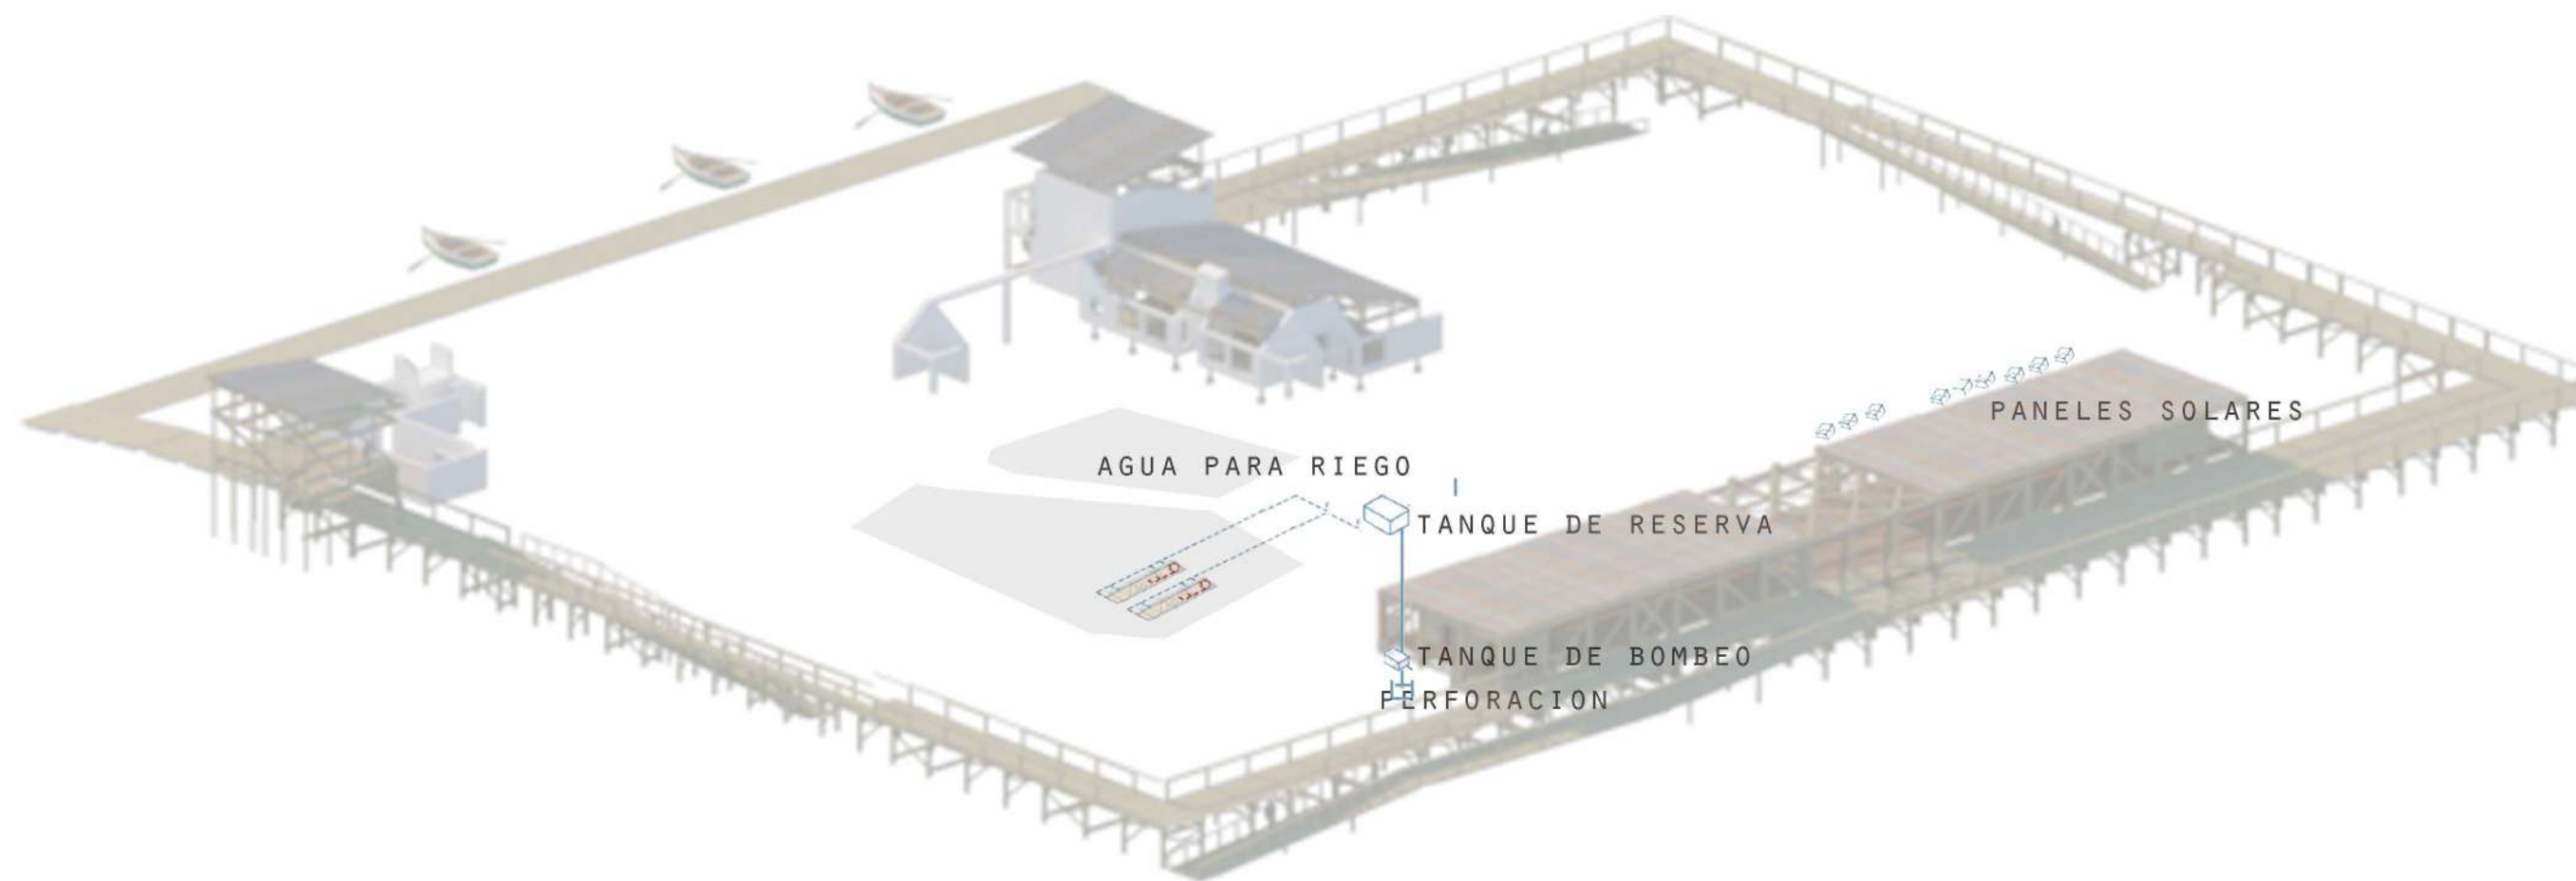 PANELES SOLARES
AGUA PARA RIEGO
TANQUE DE RESERVA
TANQUE DE BOMBEO
PERFORACION